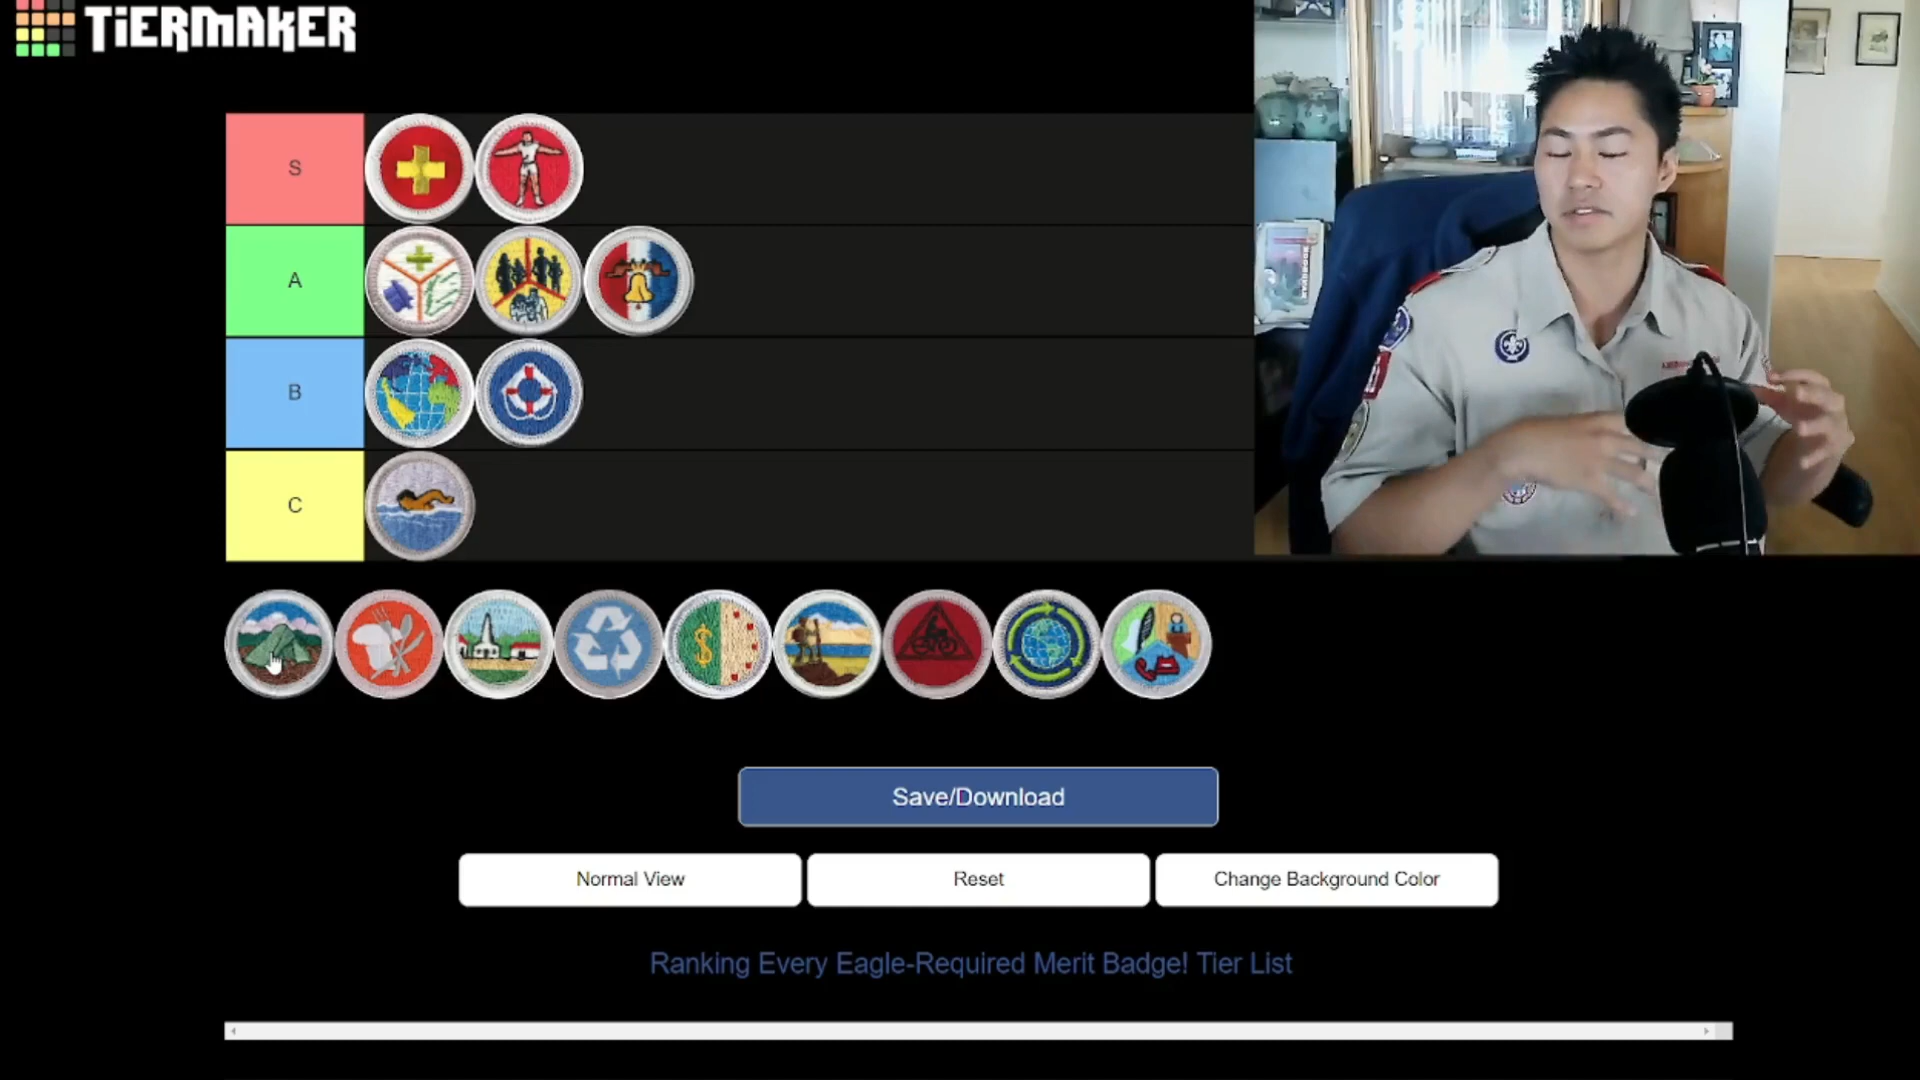 TiERMAKER
S
A
B
C
Save/Download
Normal View
Reset
Change Background Color
Ranking Every Eagle-Required Merit Badge! Tier List